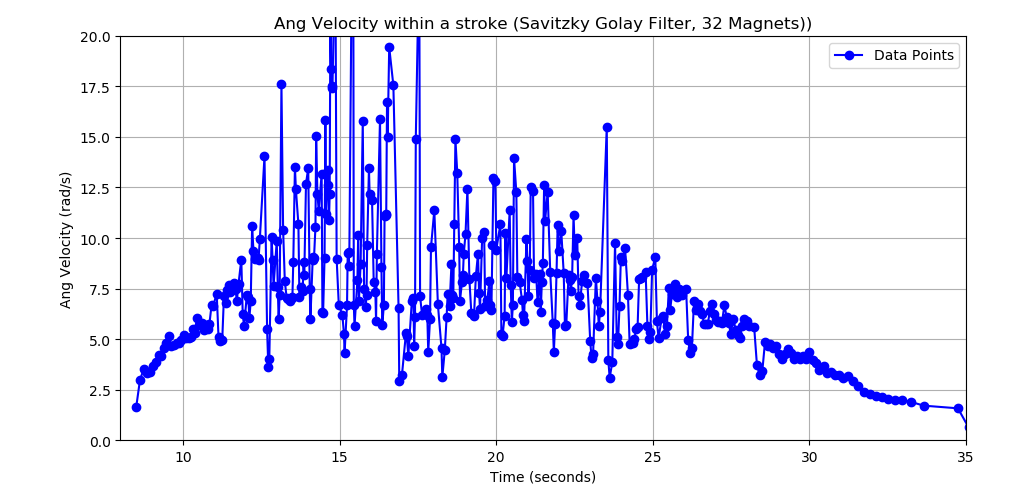 Ang Velocity within a stroke (Savitzky Golay Filter, 32 Magnets))
Data Points
Ang Velocity (rad/s)
20.0
17.5
15.0
12.5
10.0
7.5
5.0
2.5
0.0
10 15 20 25 30 35
Time (seconds)